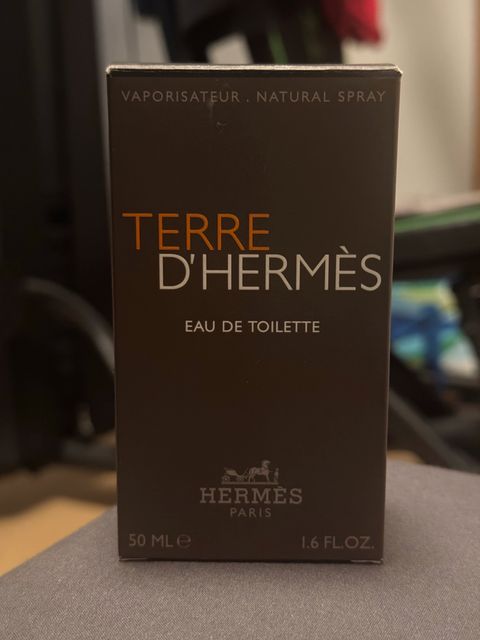 VAPORISATEUR . NATURAL SPRAY
TERRE
D'HERMÈS
EAU DE TOILETTE
HERMÈS
PARIS
50 ML ℮
1.6 FL.OZ.